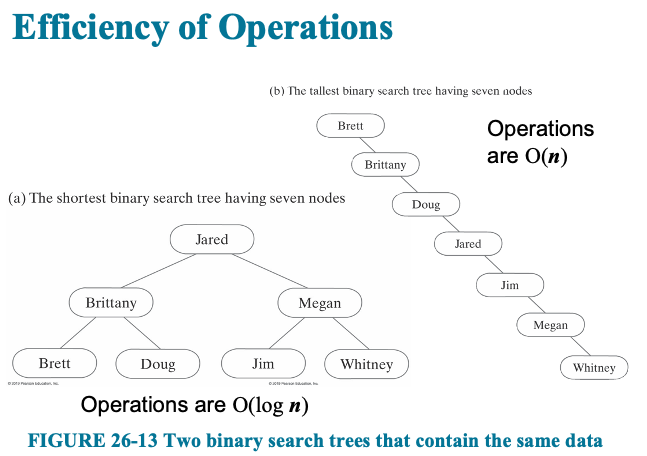 Efficiency of Operations
(b) The tallest binary search tree having seven nodes
Brett
Brittany
Doug
Jared
Jim
Megan
Whitney
Operations
are O(n)
(a) The shortest binary search tree having seven nodes
Jared
Brittany
Megan
Brett
Doug
Jim
Whitney
© 2019 Pearson Education, Inc.
© 2019 Pearson Education, Inc.
Operations are O(log n)
FIGURE 26-13 Two binary search trees that contain the same data